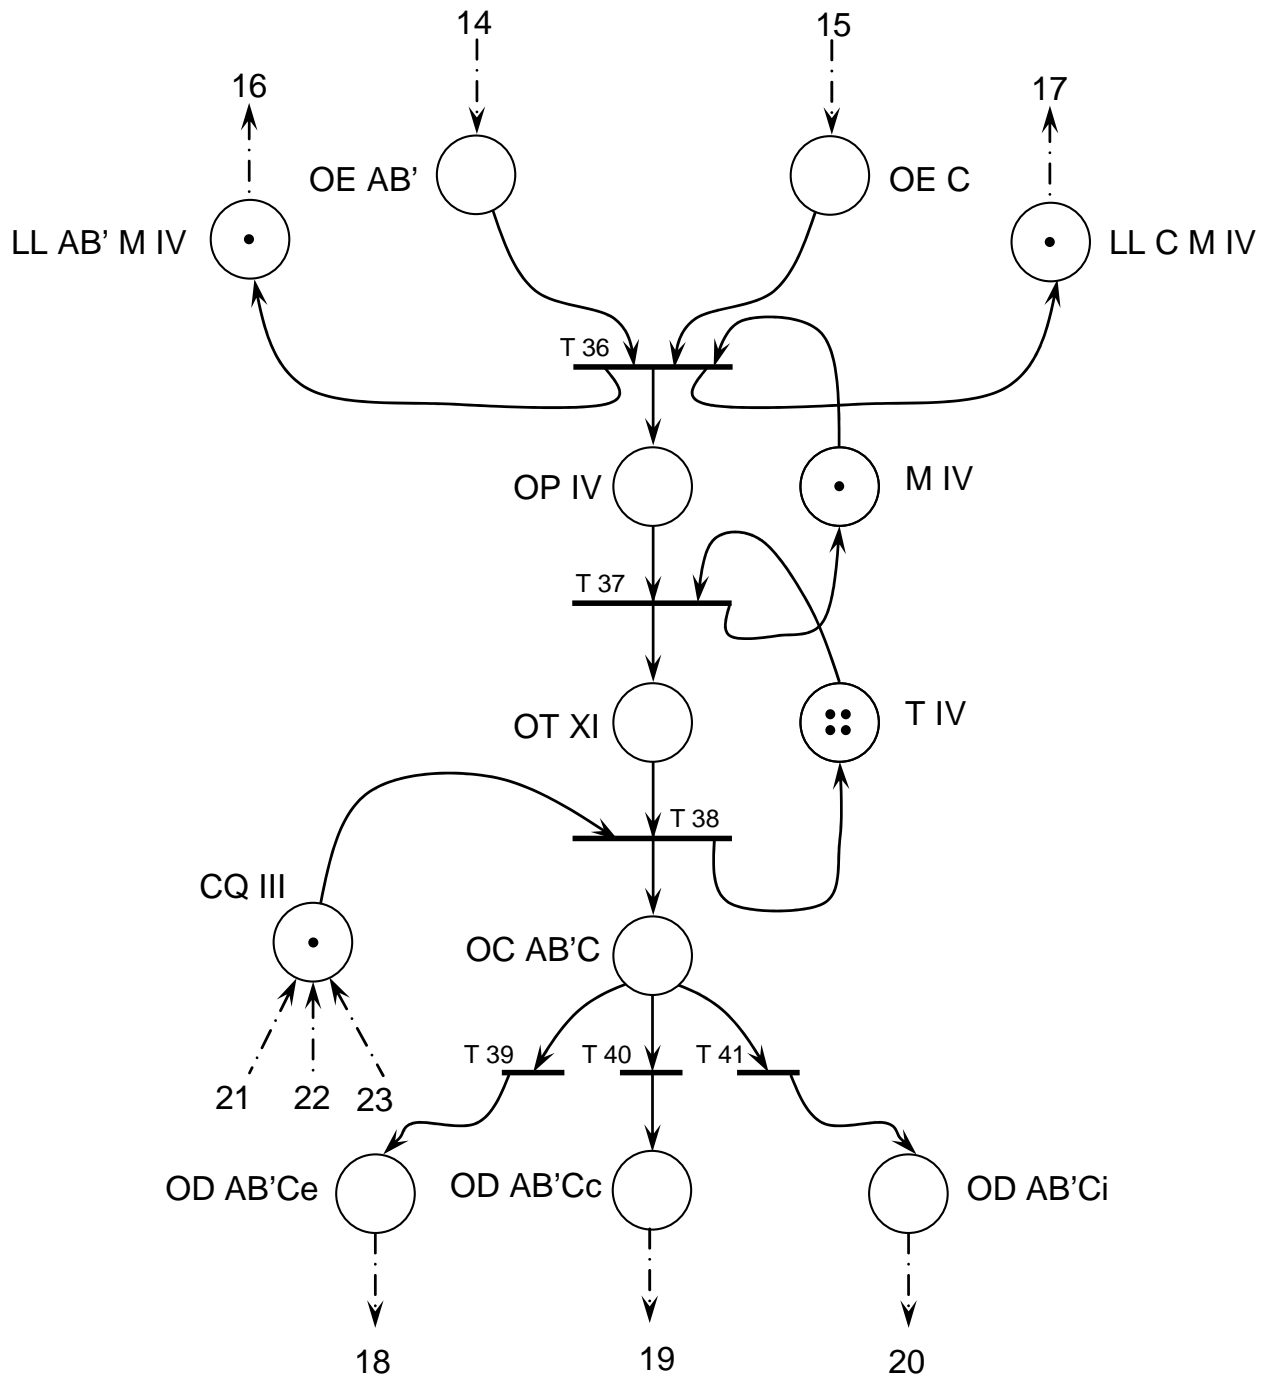 14
15
16
17
OE AB’
OE C
LL AB’ M IV
LL C M IV
T 36
OP IV
M IV
T 37
OT XI
T IV
T 38
CQ III
OC AB’C
T 39
T 40
T 41
21
22
23
OD AB’Ce
OD AB’Cc
OD AB’Ci
18
19
20